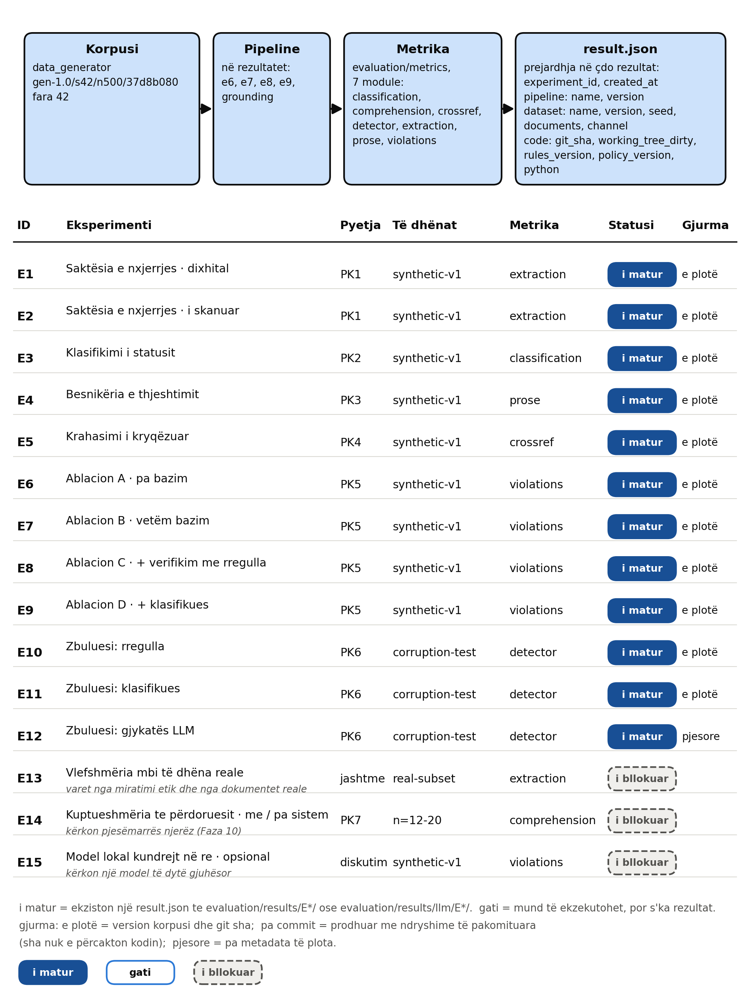 Korpusi
data_generator
gen-1.0/s42/n500/37d8b080
fara 42
Pipeline
në rezultatet:
e6, e7, e8, e9,
grounding
Metrika
evaluation/metrics,
7 module:
classification,
comprehension, crossref,
detector, extraction,
prose, violations
result.json
prejardhja në çdo rezultat:
experiment_id, created_at
pipeline: name, version
dataset: name, version, seed,
documents, channel
code: git_sha, working_tree_dirty,
rules_version, policy_version,
python
ID Eksperimenti Pyetja Të dhënat Metrika Statusi Gjurma
E1 Saktësia e nxjerrjes · dixhital PK1 synthetic-v1 extraction i matur e plotë
E2 Saktësia e nxjerrjes · i skanuar PK1 synthetic-v1 extraction i matur e plotë
E3 Klasifikimi i statusit PK2 synthetic-v1 classification i matur e plotë
E4 Besnikëria e thjeshtimit PK3 synthetic-v1 prose i matur e plotë
E5 Krahasimi i kryqëzuar PK4 synthetic-v1 crossref i matur e plotë
E6 Ablacion A · pa bazim PK5 synthetic-v1 violations i matur e plotë
E7 Ablacion B · vetëm bazim PK5 synthetic-v1 violations i matur e plotë
E8 Ablacion C · + verifikim me rregulla PK5 synthetic-v1 violations i matur e plotë
E9 Ablacion D · + klasifikues PK5 synthetic-v1 violations i matur e plotë
E10 Zbuluesi: rregulla PK6 corruption-test detector i matur e plotë
E11 Zbuluesi: klasifikues PK6 corruption-test detector i matur e plotë
E12 Zbuluesi: gjykatës LLM PK6 corruption-test detector i matur pjesore
E13 Vlefshmëria mbi të dhëna reale jashtme real-subset extraction i bllokuar
varet nga miratimi etik dhe nga dokumentet reale
E14 Kuptueshmëria te përdoruesit · me / pa sistem PK7 n=12-20 comprehension i bllokuar
kërkon pjesëmarrës njerëz (Faza 10)
E15 Model lokal kundrejt në re · opsional diskutim synthetic-v1 violations i bllokuar
kërkon një model të dytë gjuhësor
i matur = ekziston një result.json te evaluation/results/E*/ ose evaluation/results/llm/E*/.  gati = mund të ekzekutohet, por s'ka rezultat.
gjurma: e plotë = version korpusi dhe git sha;  pa commit = prodhuar me ndryshime të pakomituara
(sha nuk e përcakton kodin);  pjesore = pa metadata të plota.
i matur gati i bllokuar